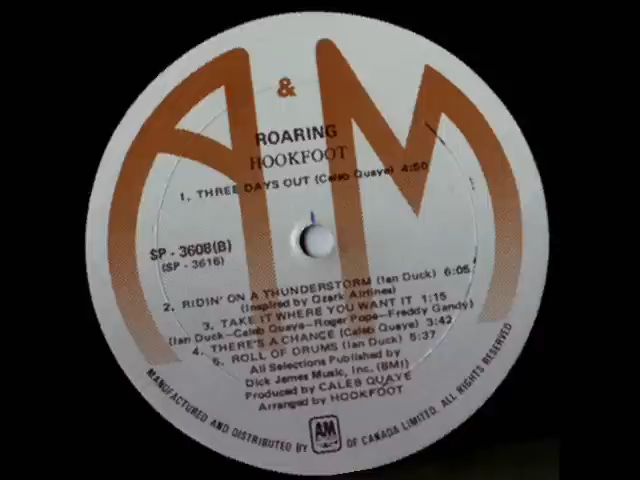 A&M
ROARING
HOOKFOOT
1. THREE DAYS OUT (Caleb Quaye) 4:50
SP - 3608(B)
(SP - 3616)
2. RIDIN' ON A THUNDERSTORM (Ian Duck) 6:05
(Inspired by Ozark Airlines)
3. TAKE IT WHERE YOU WANT IT 1:15
(Ian Duck-Caleb Quaye-Roger Pope-Freddy Gandy)
4. THERE'S A CHANCE (Caleb Quaye) 3:42
5. ROLL OF DRUMS (Ian Duck) 5:37
All Selections Published by
Dick James Music, Inc. (BMI)
Produced by CALEB QUAYE
Arranged by HOOKFOOT
MANUFACTURED AND DISTRIBUTED BY AM OF CANADA LIMITED. ALL RIGHTS RESERVED